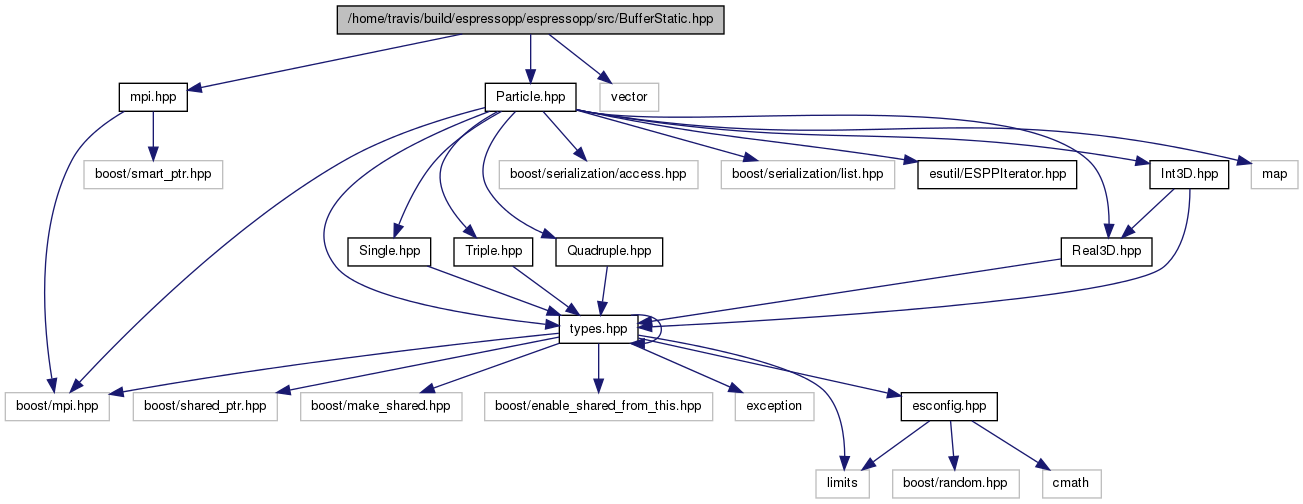 /home/travis/build/espressopp/espressopp/src/BufferStatic.hpp
mpi.hpp
Particle.hpp
vector
boost/smart_ptr.hpp
boost/serialization/access.hpp
boost/serialization/list.hpp
esutil/ESPPIterator.hpp
Int3D.hpp
map
Single.hpp
Triple.hpp
Quadruple.hpp
Real3D.hpp
types.hpp
boost/mpi.hpp
boost/shared_ptr.hpp
boost/make_shared.hpp
boost/enable_shared_from_this.hpp
exception
esconfig.hpp
limits
boost/random.hpp
cmath